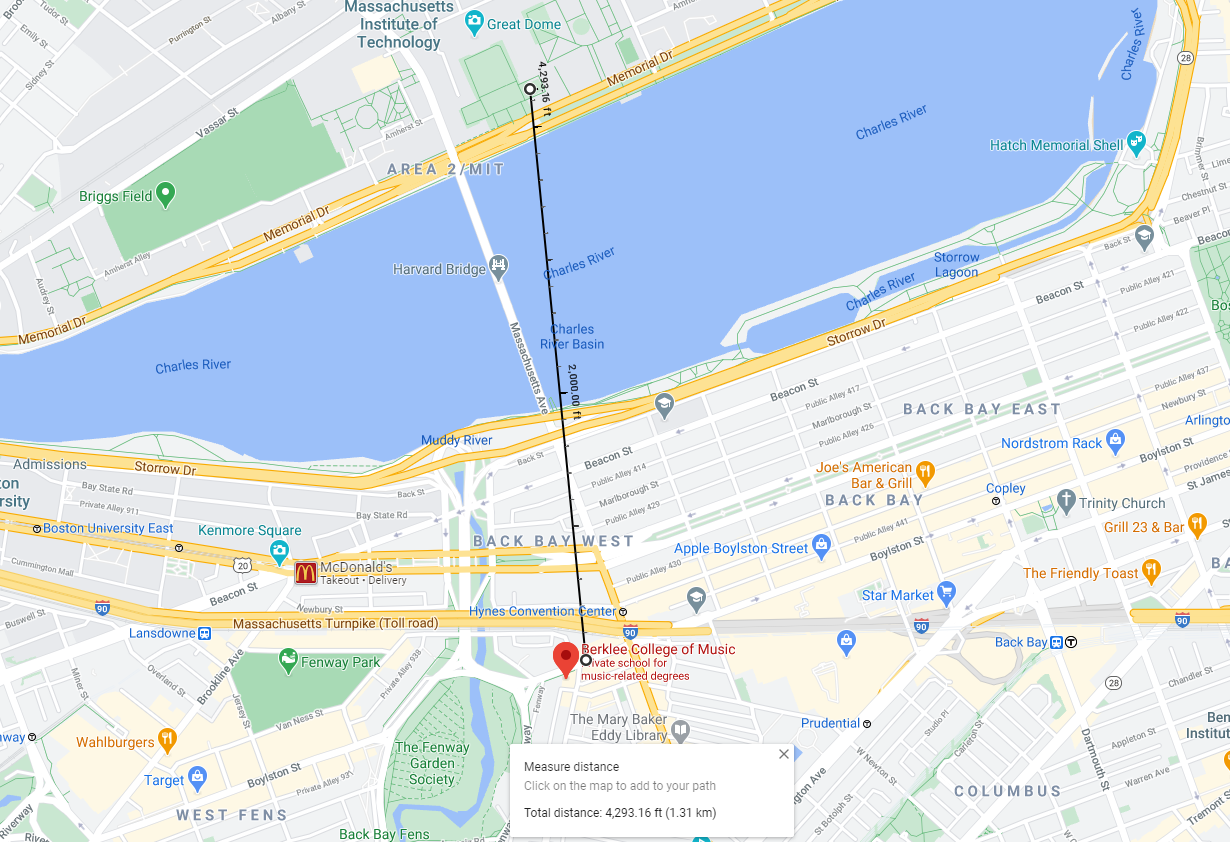 Massachusetts
Institute of
Technology
Great Dome
Albany St
Purrington St
Emily St
Sidney St
4,293.16 ft
Memorial Dr
Charles River
28
Vassar St
Amherst St
Charles River
AREA 2/MIT
Hatch Memorial Shell
Brimmer St
Chestnut St
Beaver Pl
Briggs Field
Memorial Dr
Amherst Alley
Audrey St
Back St
Harvard Bridge
Charles River
Storrow
Lagoon
Charles River
Beacon St
Public Alley 421
Public Alley 422
Memorial Dr
Massachusetts Ave
Charles
River Basin
Storrow Dr
Charles River
2,000.00 ft
Beacon St
Public Alley 417
Marlborough St
Public Alley 426
Public Alley 437
Newbury St
BACK BAY EAST
Arlington
Muddy River
Nordstrom Rack
Boylston St
Admissions
Storrow Dr
Back St
Beacon St
Public Alley 414
Marlborough St
Public Alley 429
Joe's American
Bar & Grill
BACK BAY
Copley
Trinity Church
Providence
St James
Bay State Rd
Private Alley 911
Back St
Bay State Rd
Grill 23 & Bar
Boston University East
Kenmore Square
BACK BAY WEST
Apple Boylston Street
Public Alley 441
Boylston St
20
McDonald's
Takeout • Delivery
Public Alley 430
The Friendly Toast
Cummington Mall
Beacon St
Star Market
90
Buswell St
Newbury St
Massachusetts Turnpike (Toll road)
Hynes Convention Center
90
90
90
Lansdowne
Back Bay
Berklee College of Music
Private school for
music-related degrees
Fenway Park
Miner St
Brookline Ave
Jersey St
Van Ness St
Private Alley 938
Fenway
Chandler St
28
The Mary Baker
Eddy Library
Prudential
Studio Pl
Carleton St
Appleton St
Wahlburgers
The Fenway
Garden
Society
Target
Boylston St
W Newton St
Dartmouth St
Warren Ave
Measure distance
Click on the map to add to your path
Total distance: 4,293.16 ft (1.31 km)
COLUMBUS
Tremont St
WEST FENS
Riverway
Back Bay Fens
St Botolph St